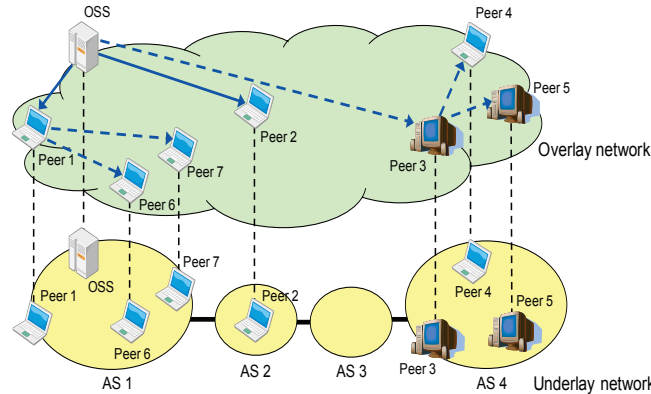 OSS
Peer 4
Peer 5
Peer 2
Peer 1
Peer 7
Peer 3
Overlay network
Peer 6
Peer 7
OSS
Peer 4
Peer 1
Peer 2
Peer 5
Peer 6
Peer 3
AS 1
AS 2
AS 3
AS 4
Underlay network